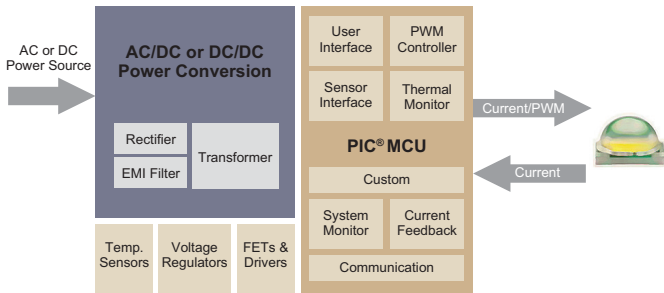 AC or DC
Power Source
AC/DC or DC/DC
Power Conversion
Rectifier
EMI Filter
Transformer
Temp.
Sensors
Voltage
Regulators
FETs &
Drivers
User
Interface
PWM
Controller
Sensor
Interface
Thermal
Monitor
PIC® MCU
Custom
System
Monitor
Current
Feedback
Communication
Current/PWM
Current